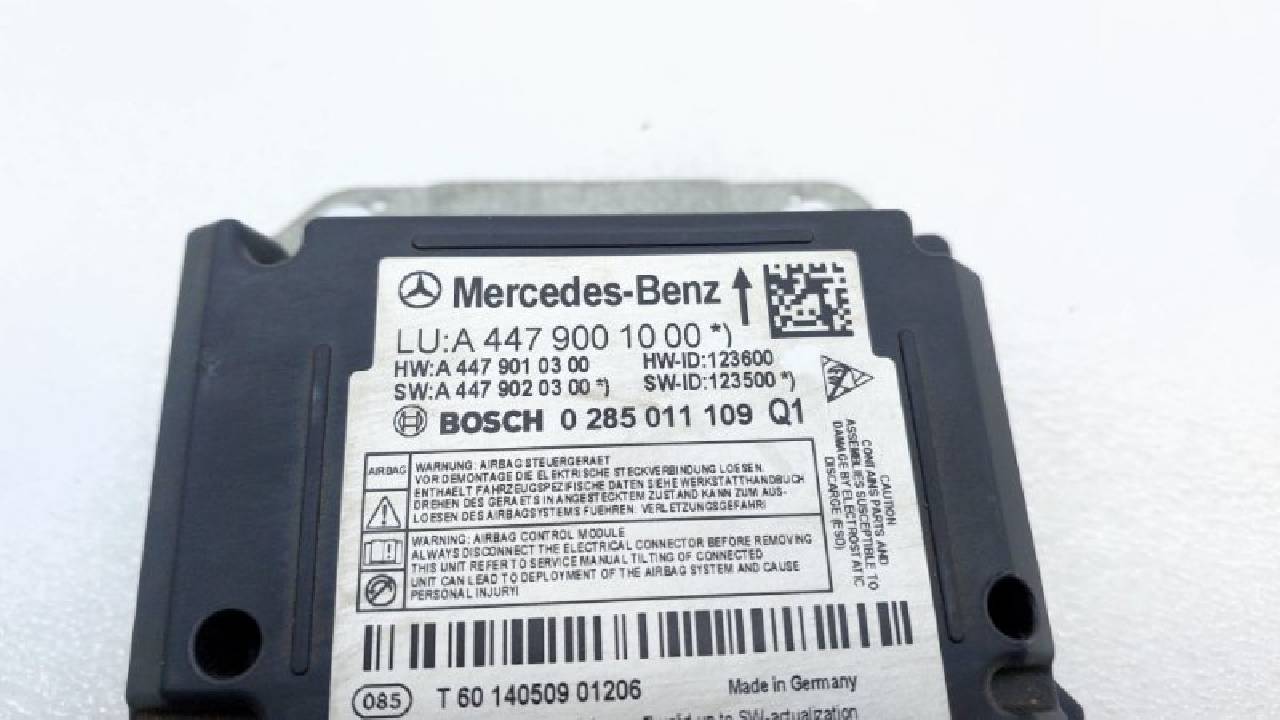 Mercedes-Benz
LU:A 447 900 10 00 *)
HW:A 447 901 03 00 HW-ID:123600
SW:A 447 902 03 00 *) SW-ID:123500 *)
BOSCH 0 285 011 109 Q1
AIRBAG
WARNUNG: AIRBAG STEUERGERAET
VOR DEMONTAGE DIE ELEKTRISCHE STECKVERBINDUNG LOESEN.
ENTHAELT FAHRZEUGSPEZIFISCHE DATEN SIEHE WERKSTATTHANDBUCH
DREHEN DES GERAETS IN ANGESTECKTEM ZUSTAND KANN ZUM AUS-
LOESEN DES AIRBAGSYSTEMS FUEHREN: VERLETZUNGSGEFAHR!
WARNING: AIRBAG CONTROL MODULE
ALWAYS DISCONNECT THE ELECTRICAL CONNECTOR BEFORE REMOVING
THIS UNIT REFER TO SERVICE MANUAL TILTING OF CONNECTED
UNIT CAN LEAD TO DEPLOYMENT OF THE AIRBAG SYSTEM AND CAUSE
PERSONAL INJURY!
CAUTION
CONTAINS PARTS AND
ASSEMBLIES SUSCEPTIBLE TO
DAMAGE BY ELECTROSTATIC
DISCHARGE (ESD)
085 T 60 140509 01206 Made in Germany
valid up to SW-actualization